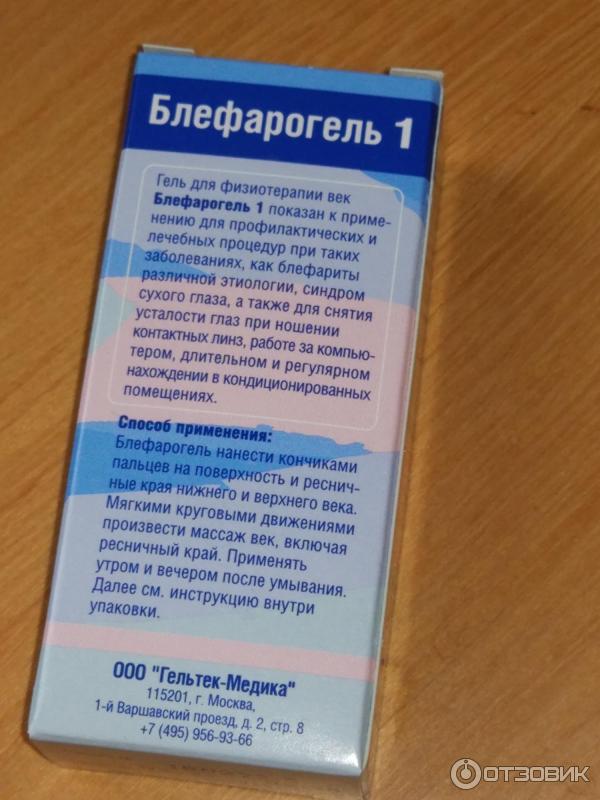 Блефарогель 1
Гель для физиотерапии век
Блефарогель 1 показан к приме-
нению для профилактических и
лечебных процедур при таких
заболеваниях, как блефариты
различной этиологии, синдром
сухого глаза, а также для снятия
усталости глаз при ношении
контактных линз, работе за компью-
тером, длительном и регулярном
нахождении в кондиционированных
помещениях.
Способ применения:
Блефарогель нанести кончиками
пальцев на поверхность и реснич-
ные края нижнего и верхнего века.
Мягкими круговыми движениями
произвести массаж век, включая
ресничный край. Применять
утром и вечером после умывания.
Далее см. инструкцию внутри
упаковки.
ООО "Гельтек-Медика"
115201, г. Москва,
1-й Варшавский проезд, д. 2, стр. 8
+7 (495) 956-93-66
ОТЗОВИК